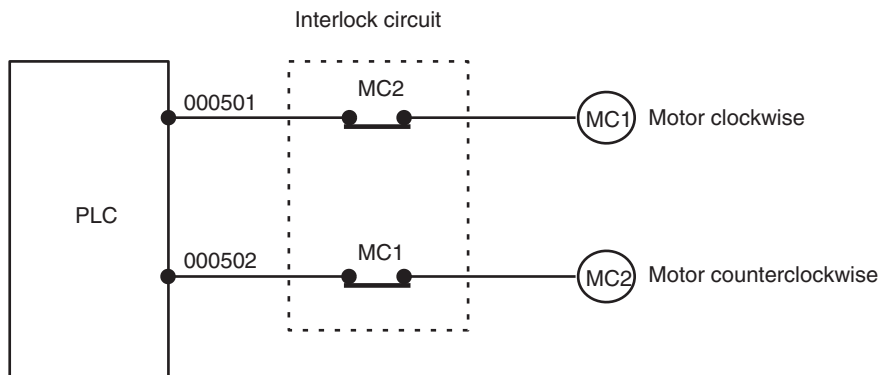 Interlock circuit
000501
MC2
MC1
Motor clockwise
PLC
000502
MC1
MC2
Motor counterclockwise